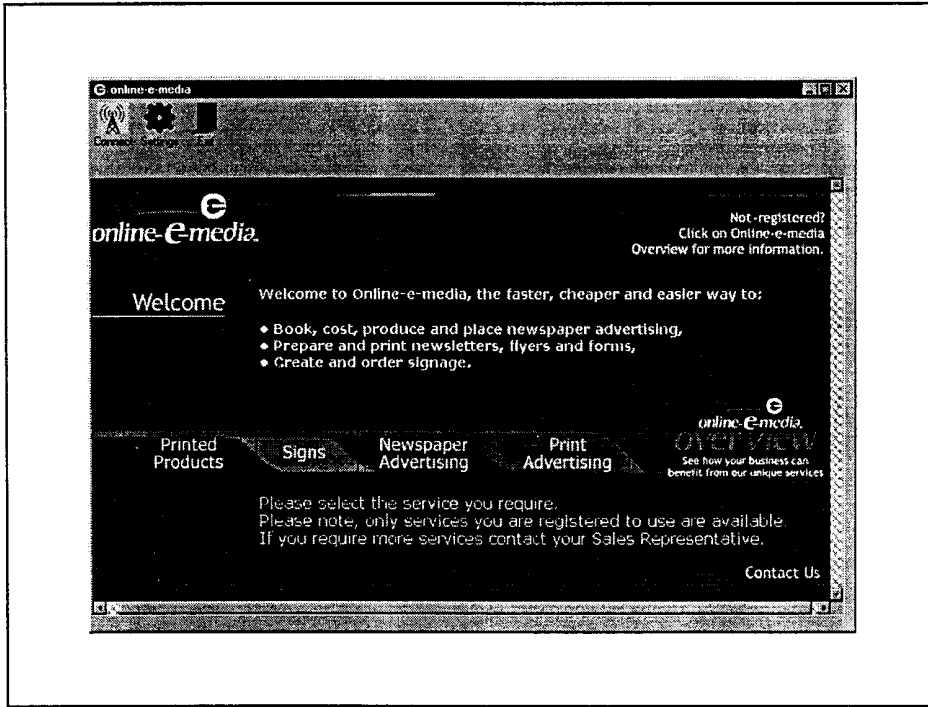 online-e-media
Connect Settings Exit
online-e-media.
Not-registered?
Click on Online-e-media
Overview for more information.
Welcome
Welcome to Online-e-media, the faster, cheaper and easier way to:
• Book, cost, produce and place newspaper advertising,
• Prepare and print newsletters, flyers and forms,
• Create and order signage.
online-e-media.
overview
See how your business can
benefit from our unique services
Printed
Products
Signs
Newspaper
Advertising
Print
Advertising
Please select the service you require.
Please note, only services you are registered to use are available.
If you require more services contact your Sales Representative.
Contact Us